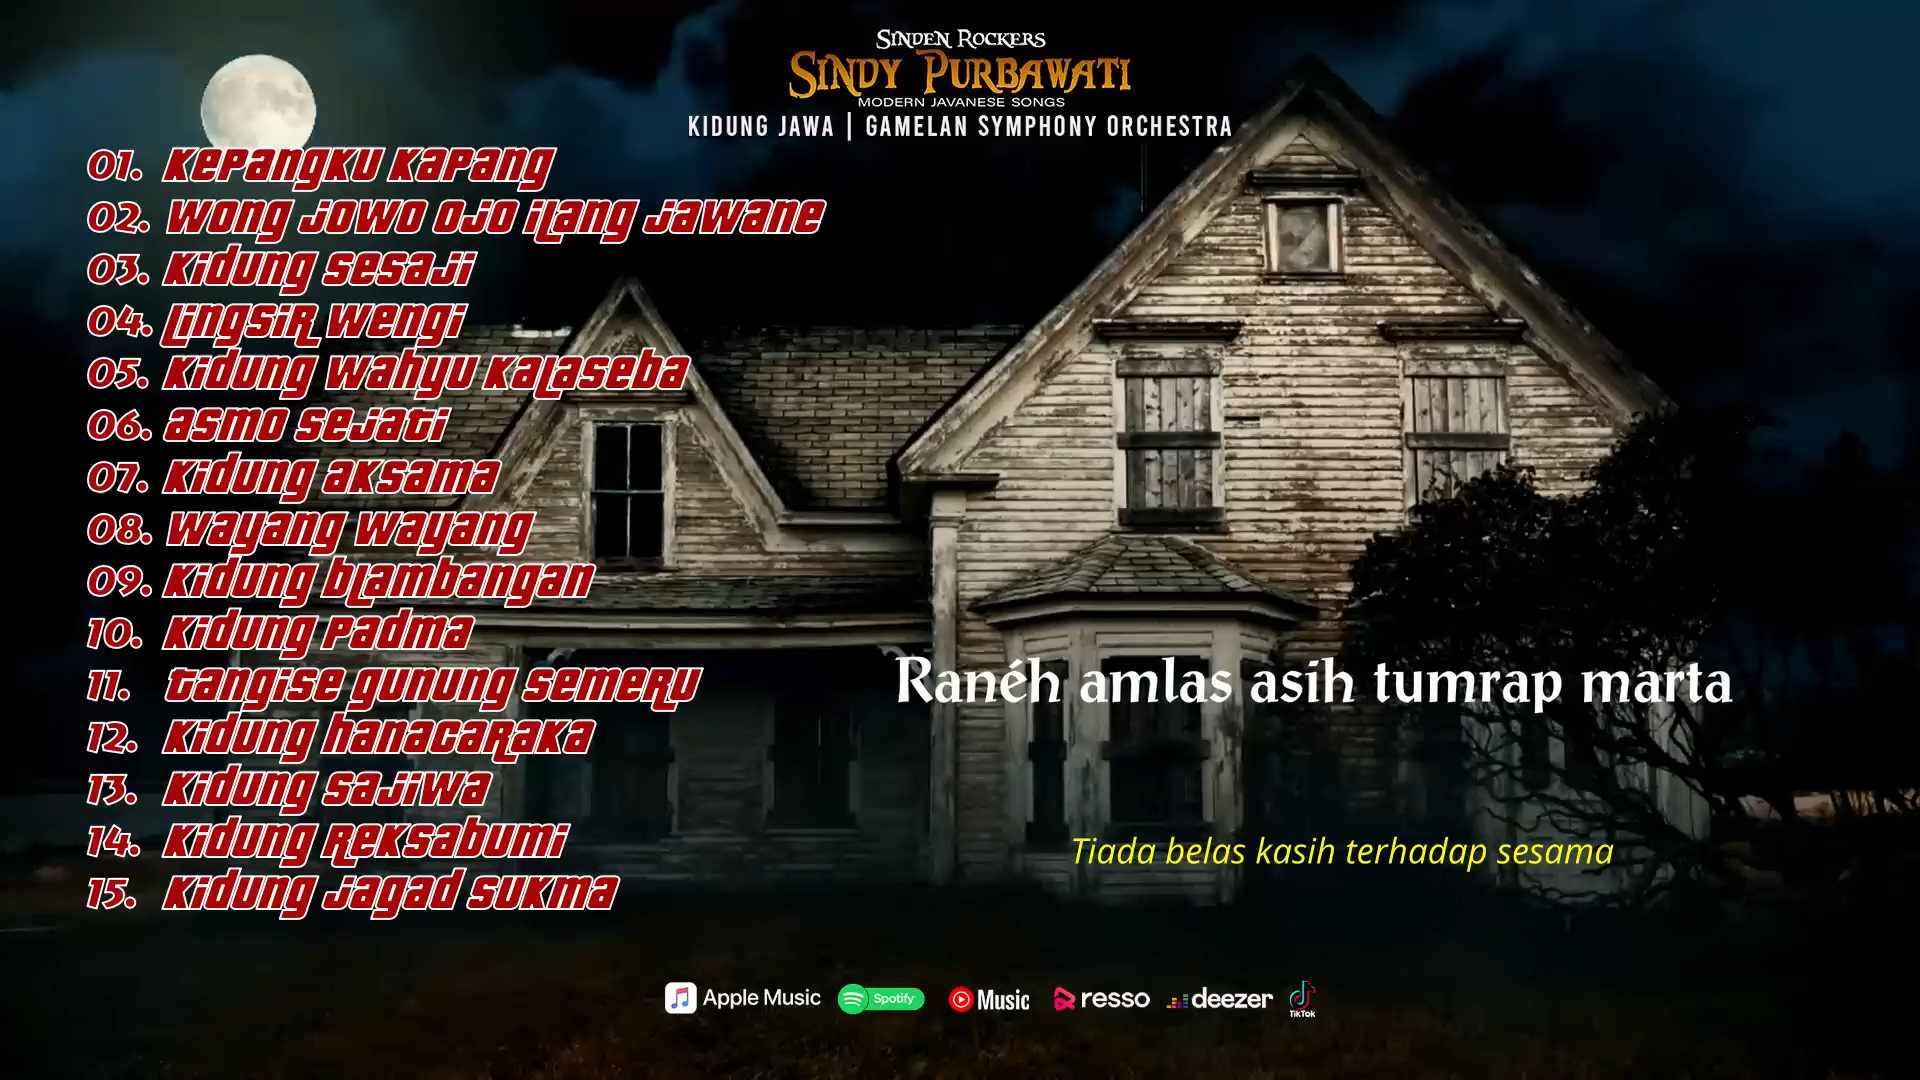 SINDEN ROCKERS
SINDY PURBAWATI
MODERN JAVANESE SONGS
KIDUNG JAWA | GAMELAN SYMPHONY ORCHESTRA
01. Kepangku Kapang
02. Wong Jowo Ojo Ilang Jawane
03. Kidung Sesaji
04. Lingsir Wengi
05. Kidung Wahyu Kalaseba
06. Asmo Sejati
07. Kidung Aksama
08. Wayang Wayang
09. Kidung Blambangan
10. Kidung Padma
11. Tangise Gunung Semeru
12. Kidung Hanacaraka
13. Kidung Sajiwa
14. Kidung Reksabumi
15. Kidung Jagad Sukma
Ranéh amlas asih tumrap marta
Tiada belas kasih terhadap sesama
Apple Music Spotify Music resso deezer TikTok